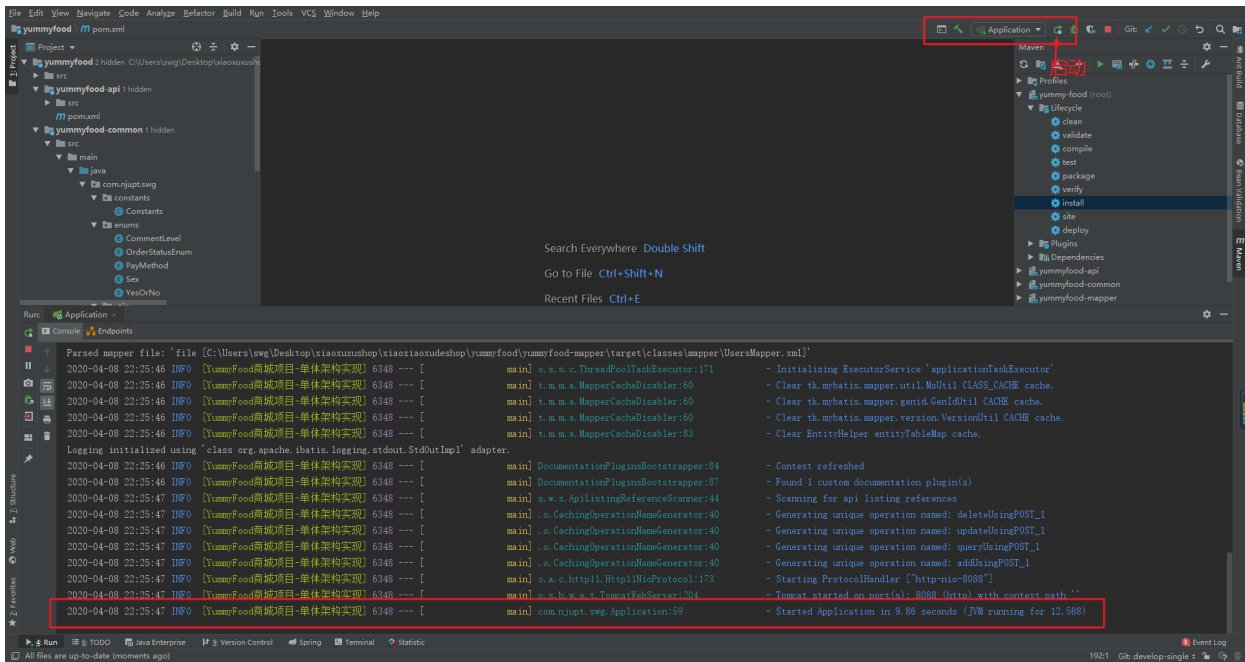 File Edit View Navigate Code Analyze Refactor Build Run Tools VCS Window Help
yummyfood pom.xml
Application
Git:
启动
Project
Maven
1: Project
Ant Build
Database
Bean Validation
Maven
yummyfood 2 hidden C:\Users\swg\Desktop\xiaoxuxush
src
yummyfood-api 1 hidden
src
pom.xml
yummyfood-common 1 hidden
src
main
java
com.njupt.swg
constants
Constants
enums
CommentLevel
OrderStatusEnum
PayMethod
Sex
YesOrNo
Search Everywhere Double Shift
Go to File Ctrl+Shift+N
Recent Files Ctrl+E
Profiles
yummy-food (root)
Lifecycle
clean
validate
compile
test
package
verify
install
site
deploy
Plugins
Dependencies
yummyfood-api
yummyfood-common
yummyfood-mapper
Run: Application
Console Endpoints
Parsed mapper file: 'file [C:\Users\swg\Desktop\xiaoxuxushop\xiaoxiaoxudeshop\yummyfood\yummyfood-mapper\target\classes\mapper\UsersMapper.xml]'
2020-04-08 22:25:46 INFO [YummyFood商城项目-单体架构实现] 6348 --- [ main] o.s.s.c.ThreadPoolTaskExecutor:171 - Initializing ExecutorService 'applicationTaskExecutor'
2020-04-08 22:25:46 INFO [YummyFood商城项目-单体架构实现] 6348 --- [ main] t.m.m.a.MapperCacheDisabler:60 - Clear tk.mybatis.mapper.util.MsUtil CLASS_CACHE cache.
2020-04-08 22:25:46 INFO [YummyFood商城项目-单体架构实现] 6348 --- [ main] t.m.m.a.MapperCacheDisabler:60 - Clear tk.mybatis.mapper.genid.GenIdUtil CACHE cache.
2020-04-08 22:25:46 INFO [YummyFood商城项目-单体架构实现] 6348 --- [ main] t.m.m.a.MapperCacheDisabler:60 - Clear tk.mybatis.mapper.version.VersionUtil CACHE cache.
2020-04-08 22:25:46 INFO [YummyFood商城项目-单体架构实现] 6348 --- [ main] t.m.m.a.MapperCacheDisabler:83 - Clear EntityHelper entityTableMap cache.
Logging initialized using 'class org.apache.ibatis.logging.stdout.StdOutImpl' adapter.
2020-04-08 22:25:46 INFO [YummyFood商城项目-单体架构实现] 6348 --- [ main] DocumentationPluginsBootstrapper:84 - Context refreshed
2020-04-08 22:25:46 INFO [YummyFood商城项目-单体架构实现] 6348 --- [ main] DocumentationPluginsBootstrapper:87 - Found 1 custom documentation plugin(s)
2020-04-08 22:25:47 INFO [YummyFood商城项目-单体架构实现] 6348 --- [ main] s.w.s.ApiListingReferenceScanner:44 - Scanning for api listing references
2020-04-08 22:25:47 INFO [YummyFood商城项目-单体架构实现] 6348 --- [ main] .o.CachingOperationNameGenerator:40 - Generating unique operation named: deleteUsingPOST_1
2020-04-08 22:25:47 INFO [YummyFood商城项目-单体架构实现] 6348 --- [ main] .o.CachingOperationNameGenerator:40 - Generating unique operation named: updateUsingPOST_1
2020-04-08 22:25:47 INFO [YummyFood商城项目-单体架构实现] 6348 --- [ main] .o.CachingOperationNameGenerator:40 - Generating unique operation named: queryUsingPOST_1
2020-04-08 22:25:47 INFO [YummyFood商城项目-单体架构实现] 6348 --- [ main] .o.CachingOperationNameGenerator:40 - Generating unique operation named: addUsingPOST_1
2020-04-08 22:25:47 INFO [YummyFood商城项目-单体架构实现] 6348 --- [ main] o.a.c.http11.Http11NioProtocol:173 - Starting ProtocolHandler ["http-nio-8088"]
2020-04-08 22:25:47 INFO [YummyFood商城项目-单体架构实现] 6348 --- [ main] o.s.b.w.e.t.TomcatWebServer:204 - Tomcat started on port(s): 8088 (http) with context path ''
2020-04-08 22:25:47 INFO [YummyFood商城项目-单体架构实现] 6348 --- [ main] com.njupt.swg.Application:59 - Started Application in 9.86 seconds (JVM running for 12.588)
Z: Structure
Web
2: Favorites
4: Run 6: TODO Java Enterprise 9: Version Control Spring Terminal Statistic
1 Event Log
All files are up-to-date (moments ago)
192:1 Git: develop-single